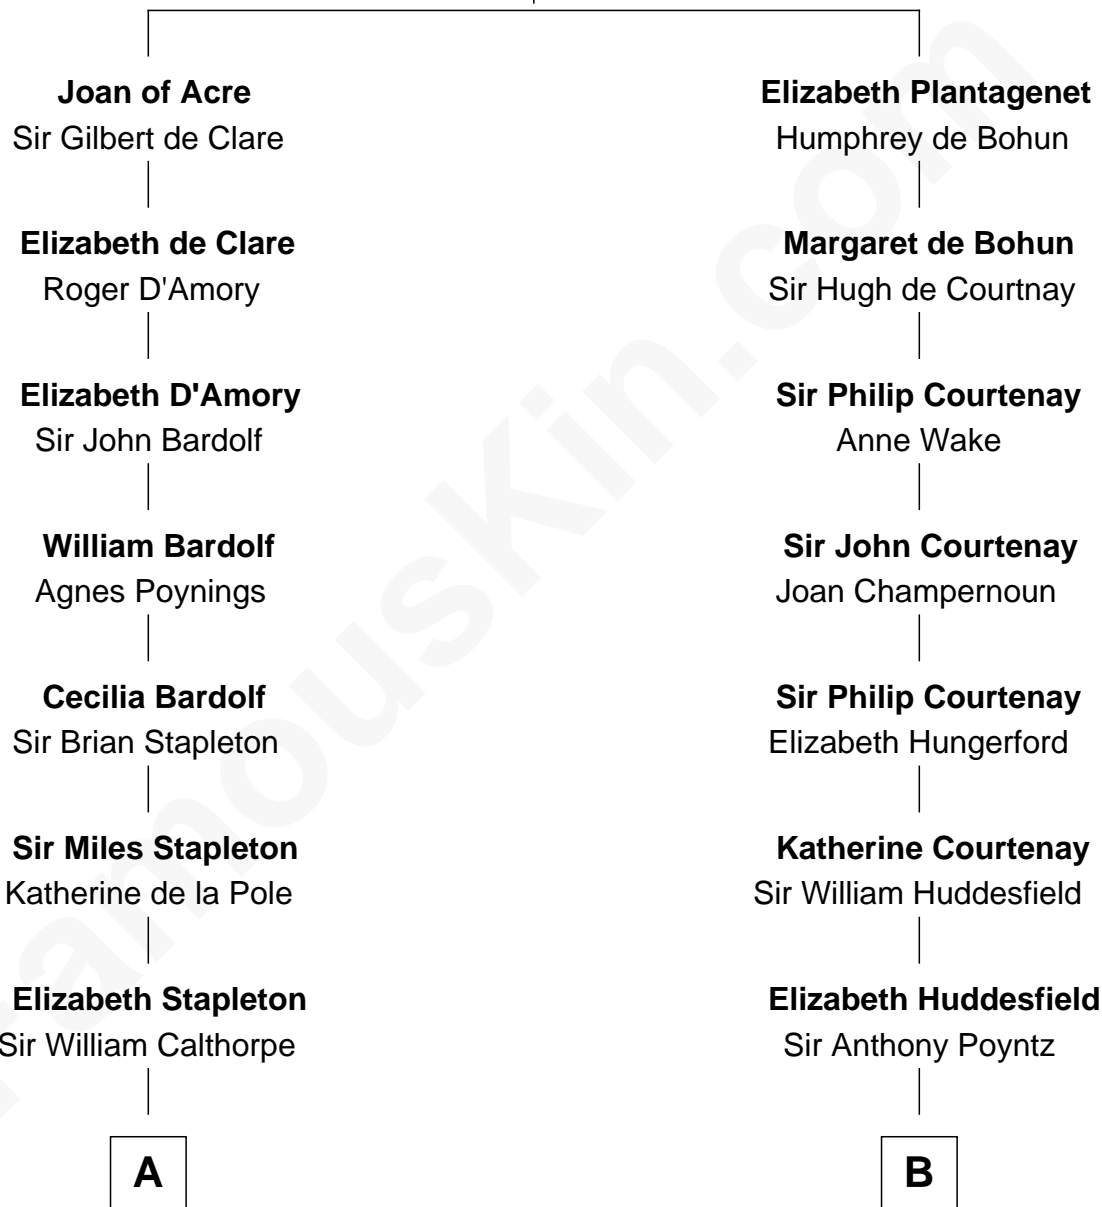 Joan of Acre
Sir Gilbert de Clare
Elizabeth de Clare
Roger D'Amory
Elizabeth D'Amory
Sir John Bardolf
William Bardolf
Agnes Poynings
Cecilia Bardolf
Sir Brian Stapleton
Sir Miles Stapleton
Katherine de la Pole
Elizabeth Stapleton
Sir William Calthorpe
A
Elizabeth Plantagenet
Humphrey de Bohun
Margaret de Bohun
Sir Hugh de Courtnay
Sir Philip Courtenay
Anne Wake
Sir John Courtenay
Joan Champernoun
Sir Philip Courtenay
Elizabeth Hungerford
Katherine Courtenay
Sir William Huddesfield
Elizabeth Huddesfield
Sir Anthony Poyntz
B
FamousKin.com